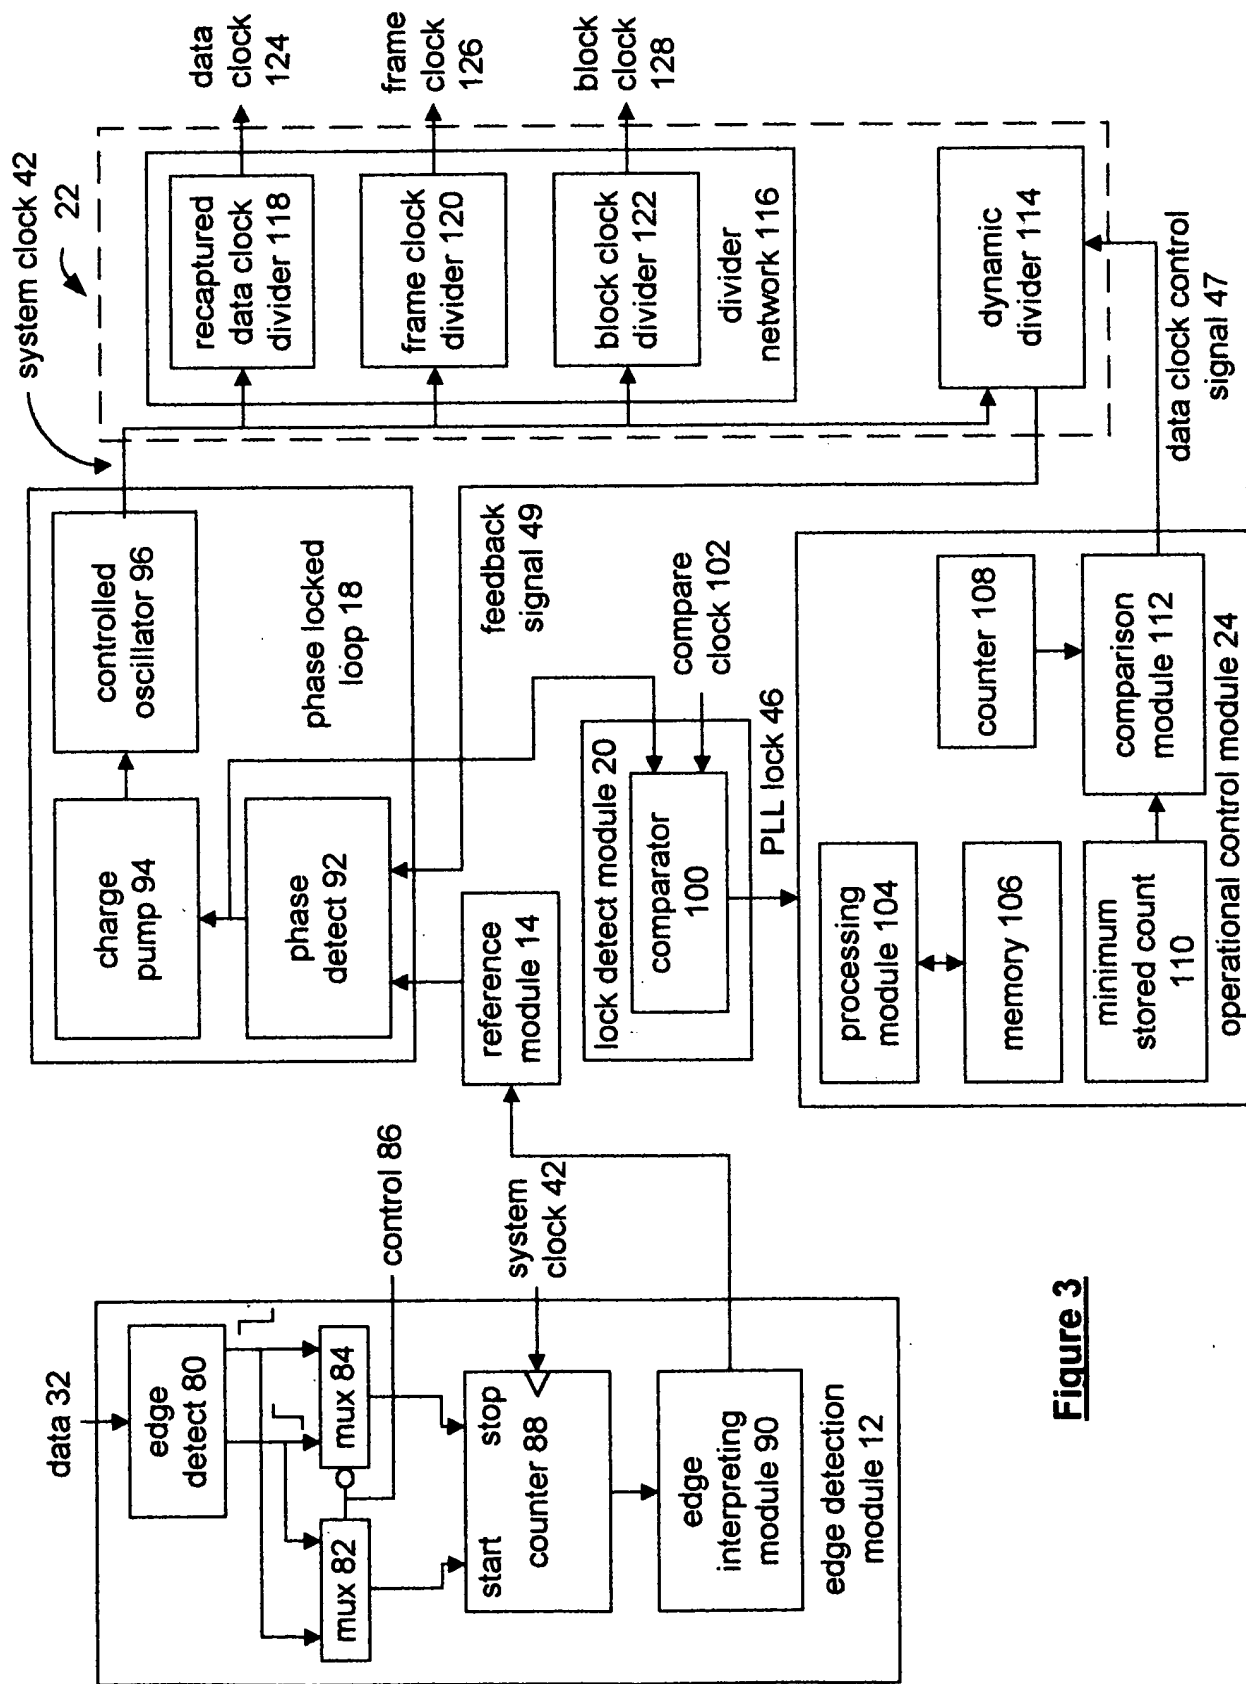 data 32
edge
detect 80
mux 82
mux 84
control 86
start
stop
counter 88
system
clock 42
edge
interpreting
module 90
edge detection
module 12
charge
pump 94
controlled
oscillator 96
phase
detect 92
phase locked
loop 18
reference
module 14
feedback
signal 49
lock detect module 20
comparator
100
compare
clock 102
PLL lock 46
processing
module 104
memory 106
minimum
stored count
110
counter 108
comparison
module 112
operational control module 24
system clock 42
22
recaptured
data clock
divider 118
frame clock
divider 120
block clock
divider 122
divider
network 116
dynamic
divider 114
data clock control
signal 47
data
clock
124
frame
clock
126
block
clock
128
Figure 3